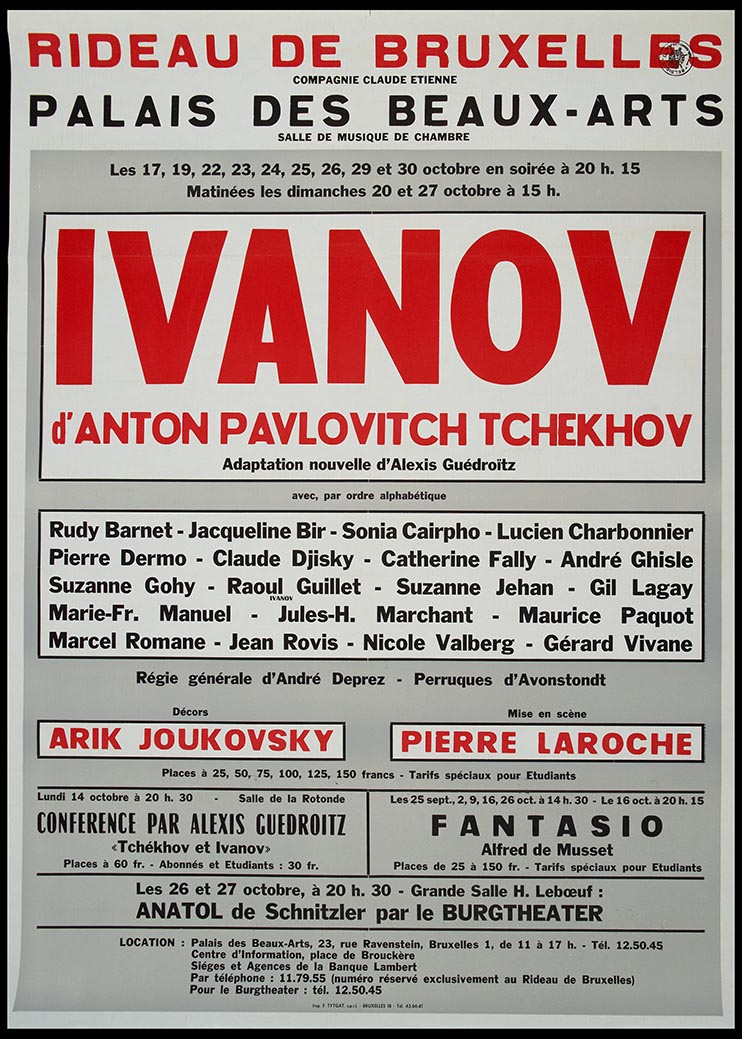 RIDEAU DE BRUXELLES
COMPAGNIE CLAUDE ETIENNE
PALAIS DES BEAUX-ARTS
SALLE DE MUSIQUE DE CHAMBRE
Les 17, 19, 22, 23, 24, 25, 26, 29 et 30 octobre en soirée à 20 h. 15
Matinées les dimanches 20 et 27 octobre à 15 h.
IVANOV
d'ANTON PAVLOVITCH TCHEKHOV
Adaptation nouvelle d'Alexis Guédroïtz
avec, par ordre alphabétique
Rudy Barnet - Jacqueline Bir - Sonia Cairpho - Lucien Charbonnier
Pierre Dermo - Claude Djisky - Catherine Fally - André Ghisle
Suzanne Gohy - Raoul Guillet - Suzanne Jehan - Gil Lagay
IVANOV
Marie-Fr. Manuel - Jules-H. Marchant - Maurice Paquot
Marcel Romane - Jean Rovis - Nicole Valberg - Gérard Vivane
Régie générale d'André Deprez - Perruques d'Avonstondt
Décors
ARIK JOUKOVSKY
Mise en scène
PIERRE LAROCHE
Places à 25, 50, 75, 100, 125, 150 francs - Tarifs spéciaux pour Etudiants
Lundi 14 octobre à 20 h. 30 - Salle de la Rotonde
CONFERENCE PAR ALEXIS GUEDROITZ
«Tchékhov et Ivanov»
Places à 60 fr. - Abonnés et Etudiants : 30 fr.
Les 25 sept., 2, 9, 16, 26 oct. à 14 h. 30 - Le 16 oct. à 20 h. 15
FANTASIO
Alfred de Musset
Places de 25 à 150 fr. - Tarifs spéciaux pour Etudiants
Les 26 et 27 octobre, à 20 h. 30 - Grande Salle H. Lebœuf :
ANATOL de Schnitzler par le BURGTHEATER
LOCATION : Palais des Beaux-Arts, 23, rue Ravenstein, Bruxelles 1, de 11 à 17 h. - Tél. 12.50.45
Centre d'Information, place de Brouckère
Siéges et Agences de la Banque Lambert
Par téléphone : 11.79.55 (numéro réservé exclusivement au Rideau de Bruxelles)
Pour le Burgtheater : tél. 12.50.45
Imp. F. TYTGAT, s.p.r.l. - BRUXELLES 18 - Tél. 43.64.41